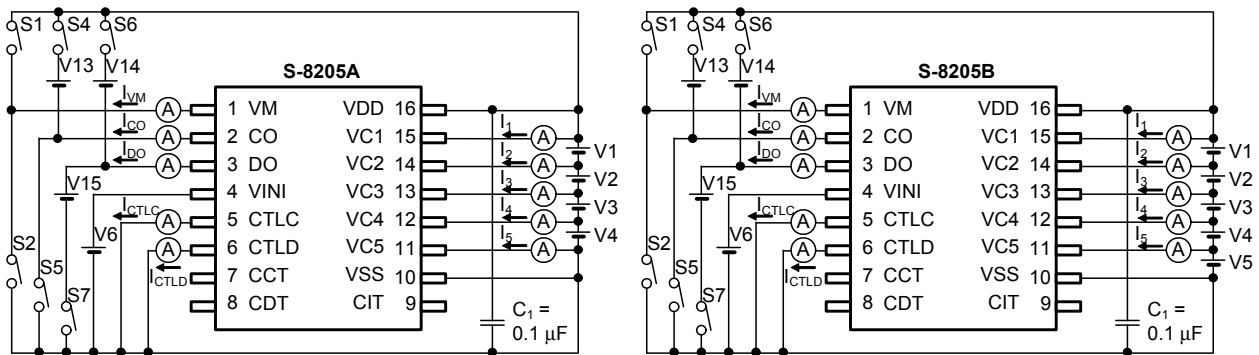 S1 S4 S6
V13 V14
S-8205A
I_VM A 1 VM VDD 16
I_CO A 2 CO VC1 15 I_1 A
I_DO A 3 DO VC2 14 I_2 A V1
V15 4 VINI VC3 13 I_3 A V2
I_CTLC A 5 CTLC VC4 12 I_4 A V3
V6 A 6 CTLD VC5 11 I_5 A V4
S2 I_CTLD 7 CCT VSS 10
S5 S7 8 CDT CIT 9
C_1 =
0.1 μF
S1 S4 S6
V13 V14
S-8205B
I_VM A 1 VM VDD 16
I_CO A 2 CO VC1 15 I_1 A
I_DO A 3 DO VC2 14 I_2 A V1
V15 4 VINI VC3 13 I_3 A V2
I_CTLC A 5 CTLC VC4 12 I_4 A V3
V6 A 6 CTLD VC5 11 I_5 A V4
S2 I_CTLD 7 CCT VSS 10 V5
S5 S7 8 CDT CIT 9
C_1 =
0.1 μF